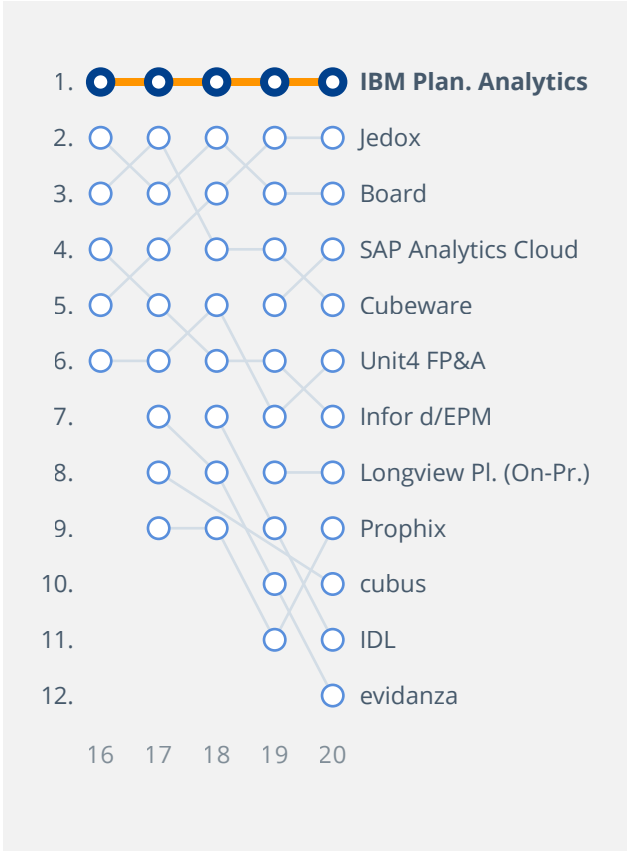 1. IBM Plan. Analytics
2. Jedox
3. Board
4. SAP Analytics Cloud
5. Cubeware
6. Unit4 FP&A
7. Infor d/EPM
8. Longview Pl. (On-Pr.)
9. Prophix
10. cubus
11. IDL
12. evidanza
16 17 18 19 20